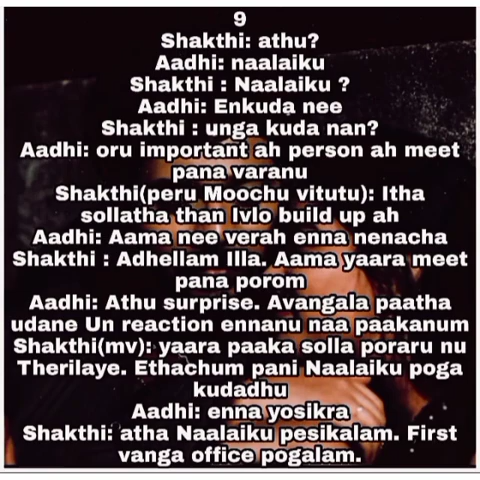 9
Shakthi: athu?
Aadhi: naalaiku
Shakthi : Naalaiku ?
Aadhi: Enkuda nee
Shakthi : unga kuda nan?
Aadhi: oru important ah person ah meet
pana varanu
Shakthi(peru Moochu vitutu): Itha
sollatha than Ivlo build up ah
Aadhi: Aama nee verah enna nenacha
Shakthi : Adhellam Illa. Aama yaara meet
pana porom
Aadhi: Athu surprise. Avangala paatha
udane Un reaction ennanu naa paakanum
Shakthi(mv): yaara paaka solla poraru nu
Therilaye. Ethachum pani Naalaiku poga
kudadhu
Aadhi: enna yosikra
Shakthi: atha Naalaiku pesikalam. First
vanga office pogalam.